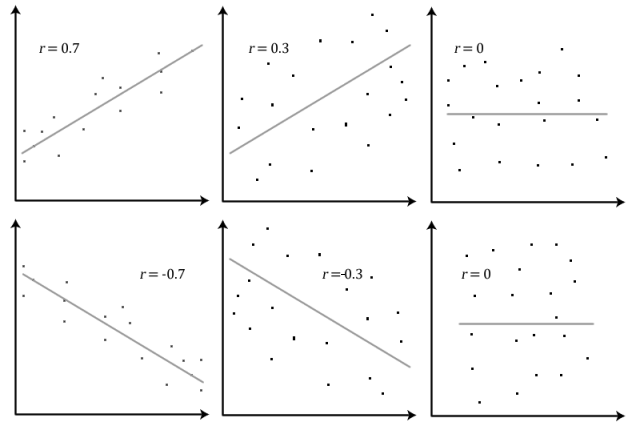 r = 0.7
r = 0.3
r = 0
r = -0.7
r =-0.3
r = 0